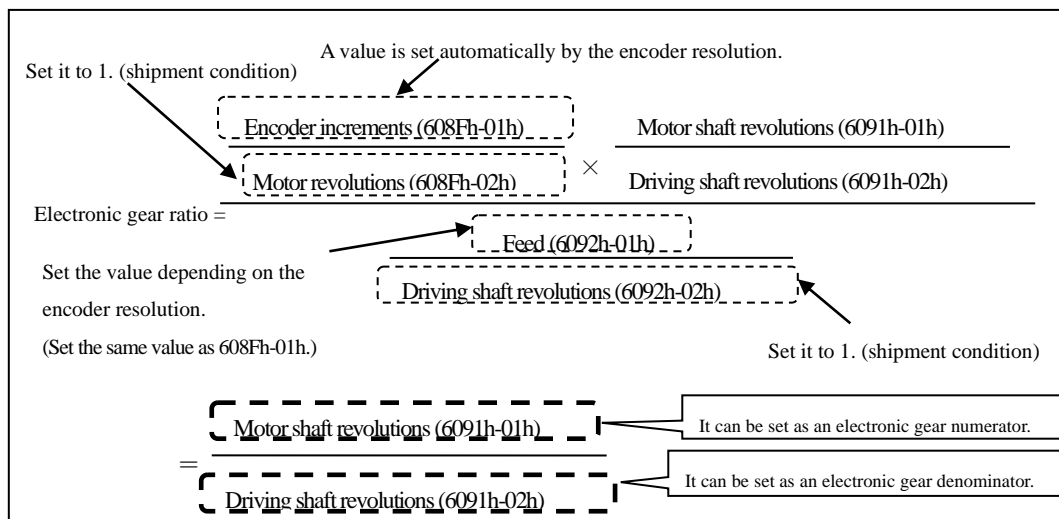 A value is set automatically by the encoder resolution.
Set it to 1. (shipment condition)
Encoder increments (608Fh-01h)
Motor shaft revolutions (6091h-01h)
×
Motor revolutions (608Fh-02h)
Driving shaft revolutions (6091h-02h)
Electronic gear ratio =
Feed (6092h-01h)
Set the value depending on the
encoder resolution.
(Set the same value as 608Fh-01h.)
Driving shaft revolutions (6092h-02h)
Set it to 1. (shipment condition)
Motor shaft revolutions (6091h-01h)
It can be set as an electronic gear numerator.
=
Driving shaft revolutions (6091h-02h)
It can be set as an electronic gear denominator.